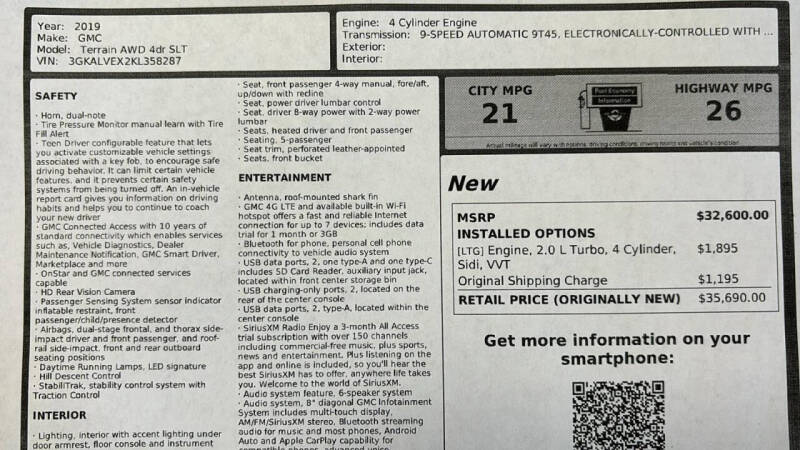 Year: 2019
Make: GMC
Model: Terrain AWD 4dr SLT
VIN: 3GKALVEX2KL358287
Engine: 4 Cylinder Engine
Transmission: 9-SPEED AUTOMATIC 9T45, ELECTRONICALLY-CONTROLLED WITH ...
Exterior:
Interior:
SAFETY
· Horn, dual-note
· Tire Pressure Monitor manual learn with Tire
Fill Alert
· Teen Driver configurable feature that lets
you activate customizable vehicle settings
associated with a key fob, to encourage safe
driving behavior. It can limit certain vehicle
features, and it prevents certain safety
systems from being turned off. An in-vehicle
report card gives you information on driving
habits and helps you to continue to coach
your new driver
· GMC Connected Access with 10 years of
standard connectivity which enables services
such as, Vehicle Diagnostics, Dealer
Maintenance Notification, GMC Smart Driver,
Marketplace and more
· OnStar and GMC connected services
capable
· HD Rear Vision Camera
· Passenger Sensing System sensor indicator
inflatable restraint, front
passenger/child/presence detector
· Airbags, dual-stage frontal, and thorax side-
impact driver and front passenger, and roof-
rail side-impact, front and rear outboard
seating positions
· Daytime Running Lamps, LED signature
· Hill Descent Control
· StabiliTrak, stability control system with
Traction Control
INTERIOR
· Lighting, interior with accent lighting under
door armrest, floor console and instrument
· Seat, front passenger 4-way manual, fore/aft,
up/down with recline
· Seat, power driver lumbar control
· Seat, driver 8-way power with 2-way power
lumbar
· Seats, heated driver and front passenger
· Seating, 5-passenger
· Seat trim, perforated leather-appointed
· Seats, front bucket
ENTERTAINMENT
· Antenna, roof-mounted shark fin
· GMC 4G LTE and available built-in Wi-Fi
hotspot offers a fast and reliable Internet
connection for up to 7 devices; includes data
trial for 1 month or 3GB
· Bluetooth for phone, personal cell phone
connectivity to vehicle audio system
· USB data ports, 2, one type-A and one type-C
includes SD Card Reader, auxiliary input jack,
located within front center storage bin
· USB charging-only ports, 2, located on the
rear of the center console
· USB data ports, 2, type-A, located within the
center console
· SiriusXM Radio Enjoy a 3-month All Access
trial subscription with over 150 channels
including commercial-free music, plus sports,
news and entertainment. Plus listening on the
app and online is included, so you'll hear the
best SiriusXM has to offer, anywhere life takes
you. Welcome to the world of SiriusXM.
· Audio system feature, 6-speaker system
· Audio system, 8" diagonal GMC Infotainment
System includes multi-touch display,
AM/FM/SiriusXM stereo, Bluetooth streaming
audio for music and most phones, Android
Auto and Apple CarPlay capability for
compatible phones, advanced voice
CITY MPG
21
Fuel Economy
Information
HIGHWAY MPG
26
Actual mileage will vary with options, driving conditions, driving habits and vehicle's condition
New
MSRP $32,600.00
INSTALLED OPTIONS
[LTG] Engine, 2.0 L Turbo, 4 Cylinder, $1,895
Sidi, VVT
Original Shipping Charge $1,195
RETAIL PRICE (ORIGINALLY NEW) $35,690.00
Get more information on your
smartphone: